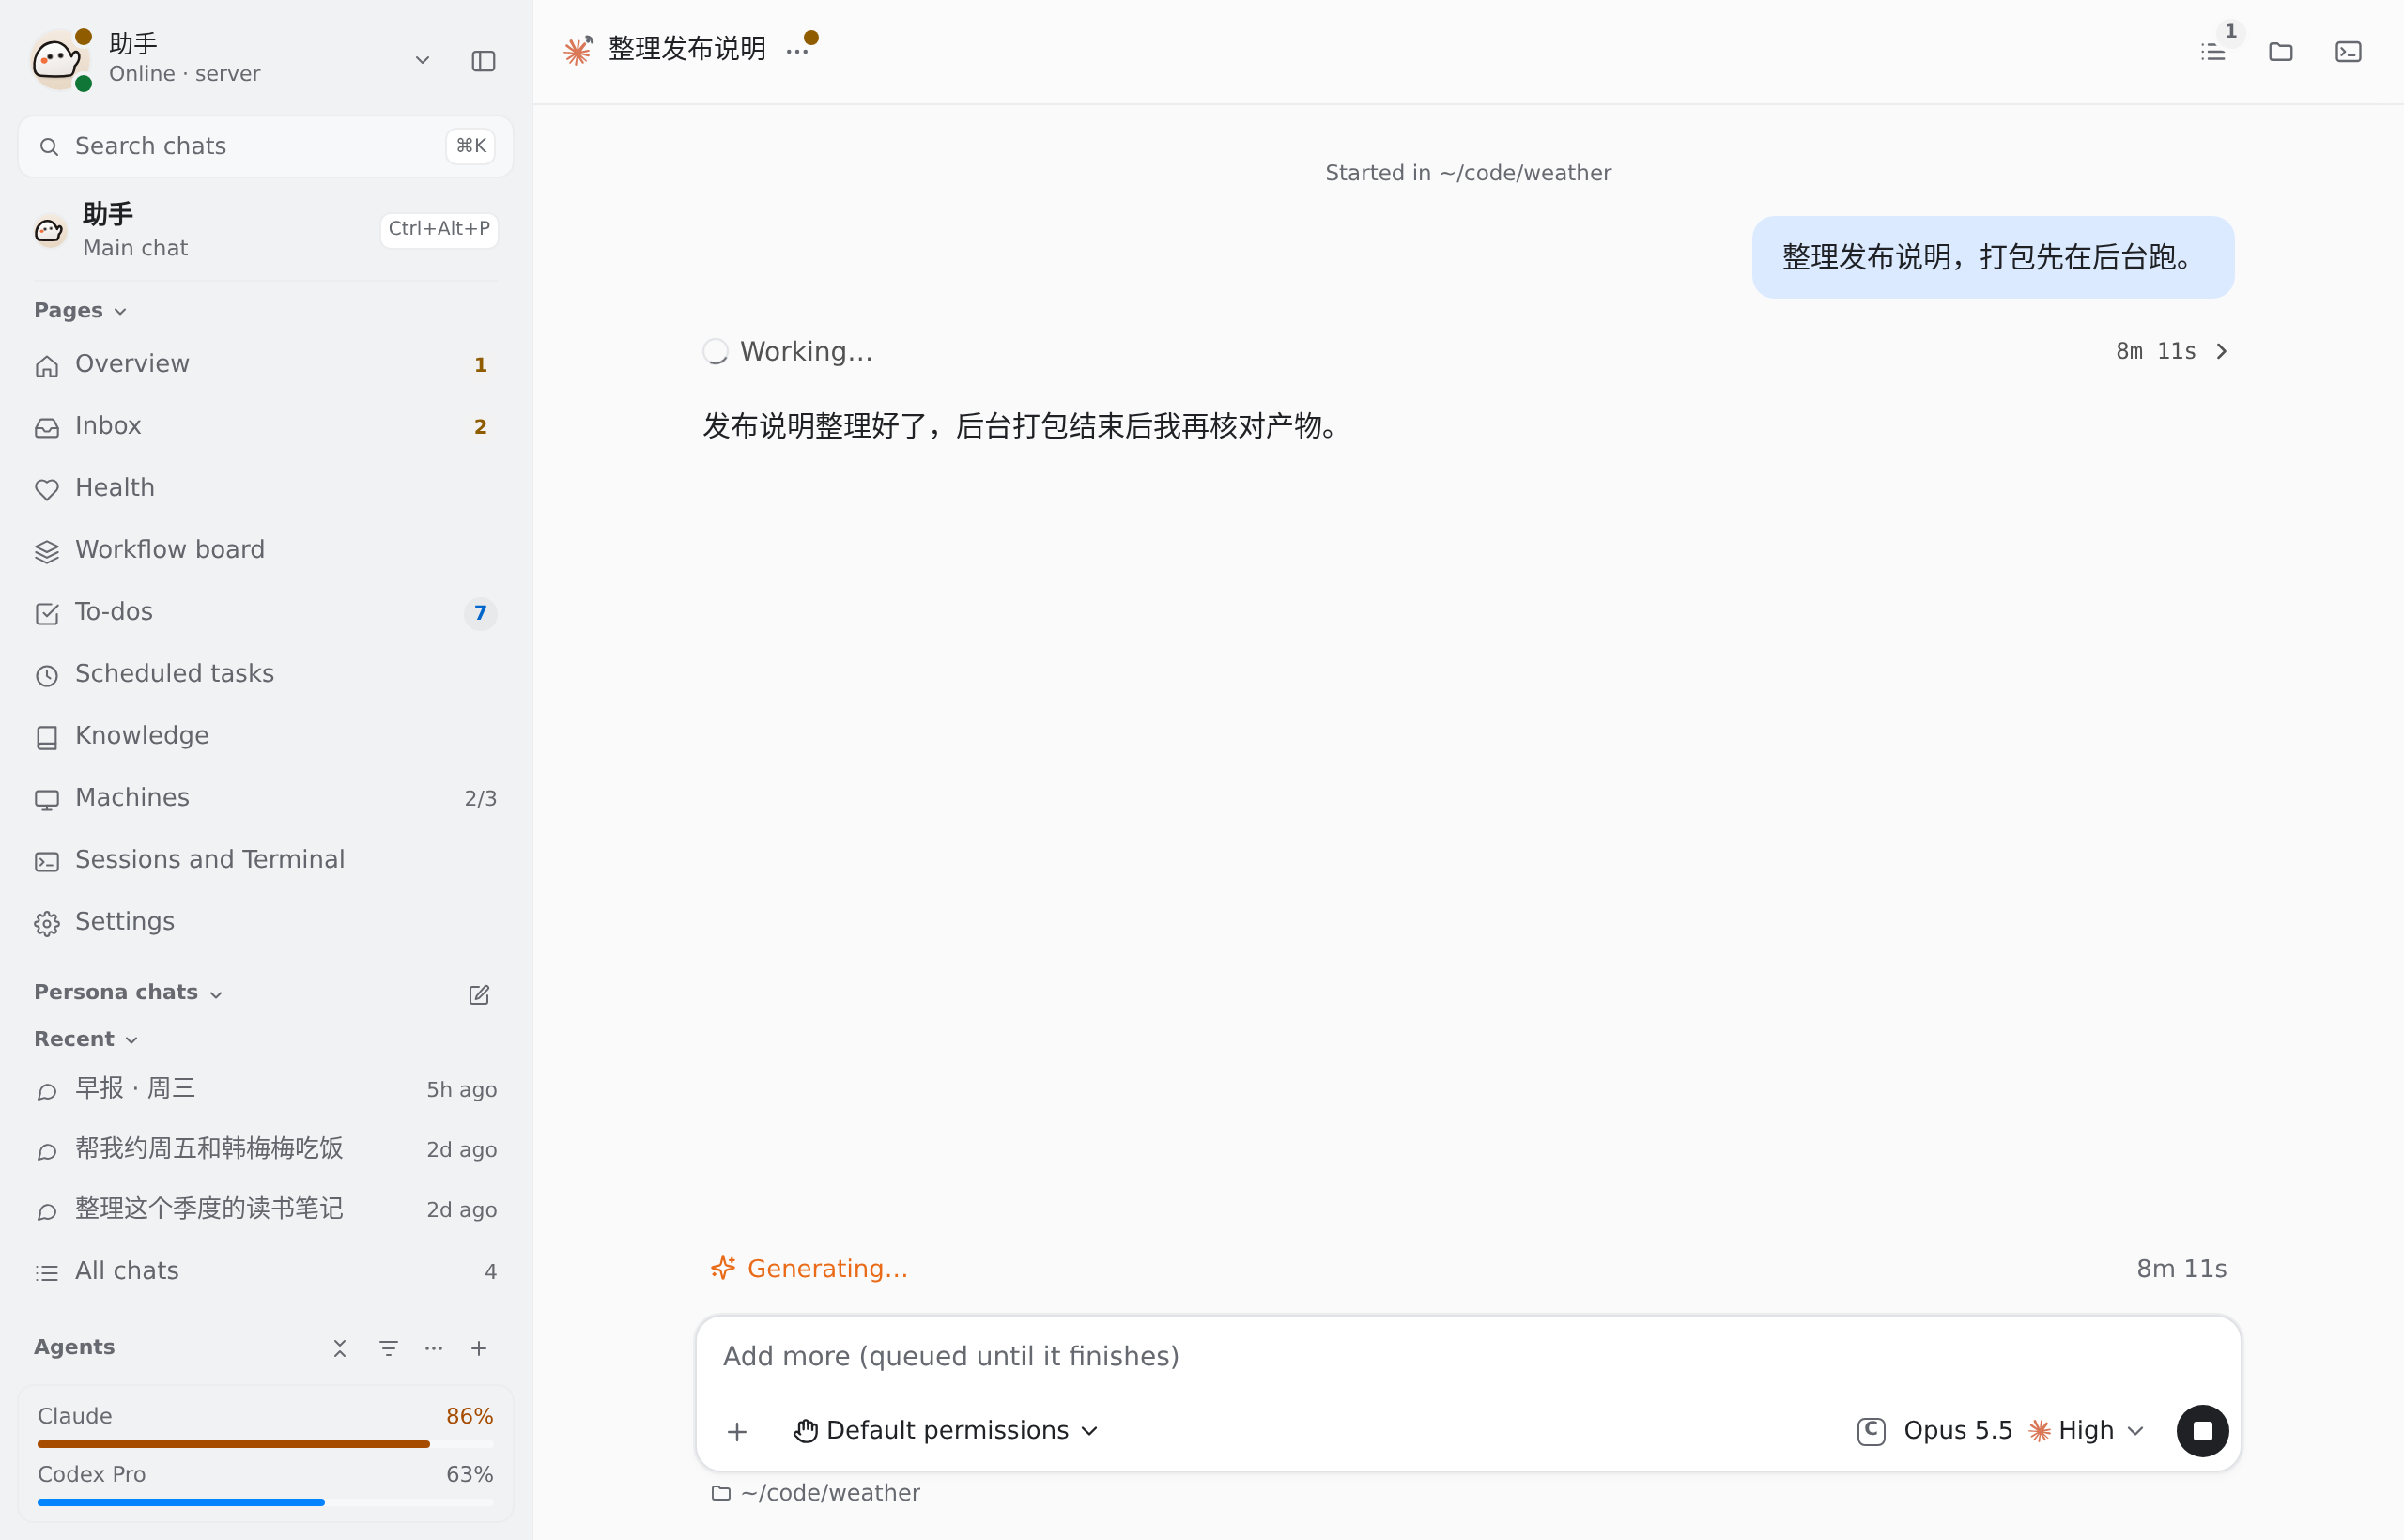 助手
Online · server
Search chats
⌘K
助手
Main chat
Ctrl+Alt+P
Pages
Overview 1
Inbox 2
Health
Workflow board
To-dos 7
Scheduled tasks
Knowledge
Machines 2/3
Sessions and Terminal
Settings
Persona chats
Recent
早报 · 周三 5h ago
帮我约周五和韩梅梅吃饭 2d ago
整理这个季度的读书笔记 2d ago
All chats 4
Agents
Claude 86%
Codex Pro 63%
整理发布说明
1
Started in ~/code/weather
整理发布说明，打包先在后台跑。
Working... 8m 11s
发布说明整理好了，后台打包结束后我再核对产物。
Generating... 8m 11s
Add more (queued until it finishes)
Default permissions
C Opus 5.5 High
~/code/weather